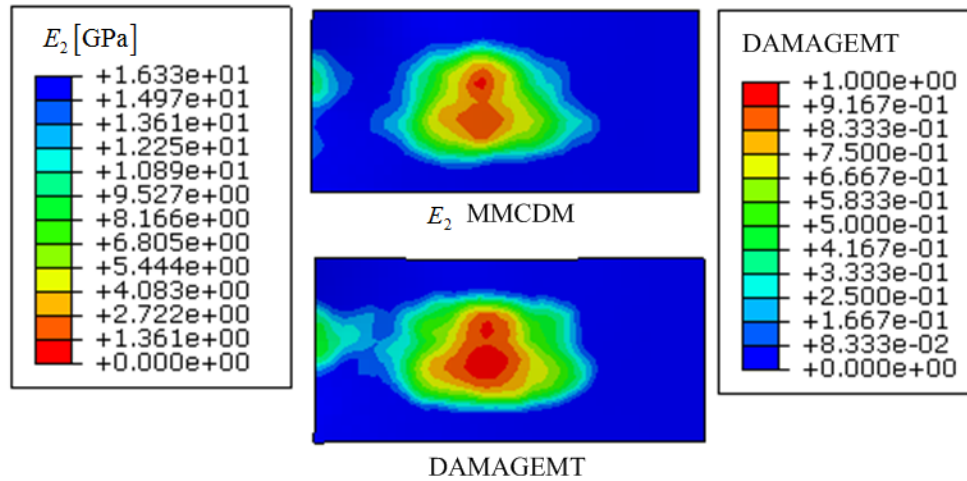 E₂ [GPa]
+1.633e+01
+1.497e+01
+1.361e+01
+1.225e+01
+1.089e+01
+9.527e+00
+8.166e+00
+6.805e+00
+5.444e+00
+4.083e+00
+2.722e+00
+1.361e+00
+0.000e+00
E₂ MMCDM
DAMAGEMT
DAMAGEMT
+1.000e+00
+9.167e-01
+8.333e-01
+7.500e-01
+6.667e-01
+5.833e-01
+5.000e-01
+4.167e-01
+3.333e-01
+2.500e-01
+1.667e-01
+8.333e-02
+0.000e+00